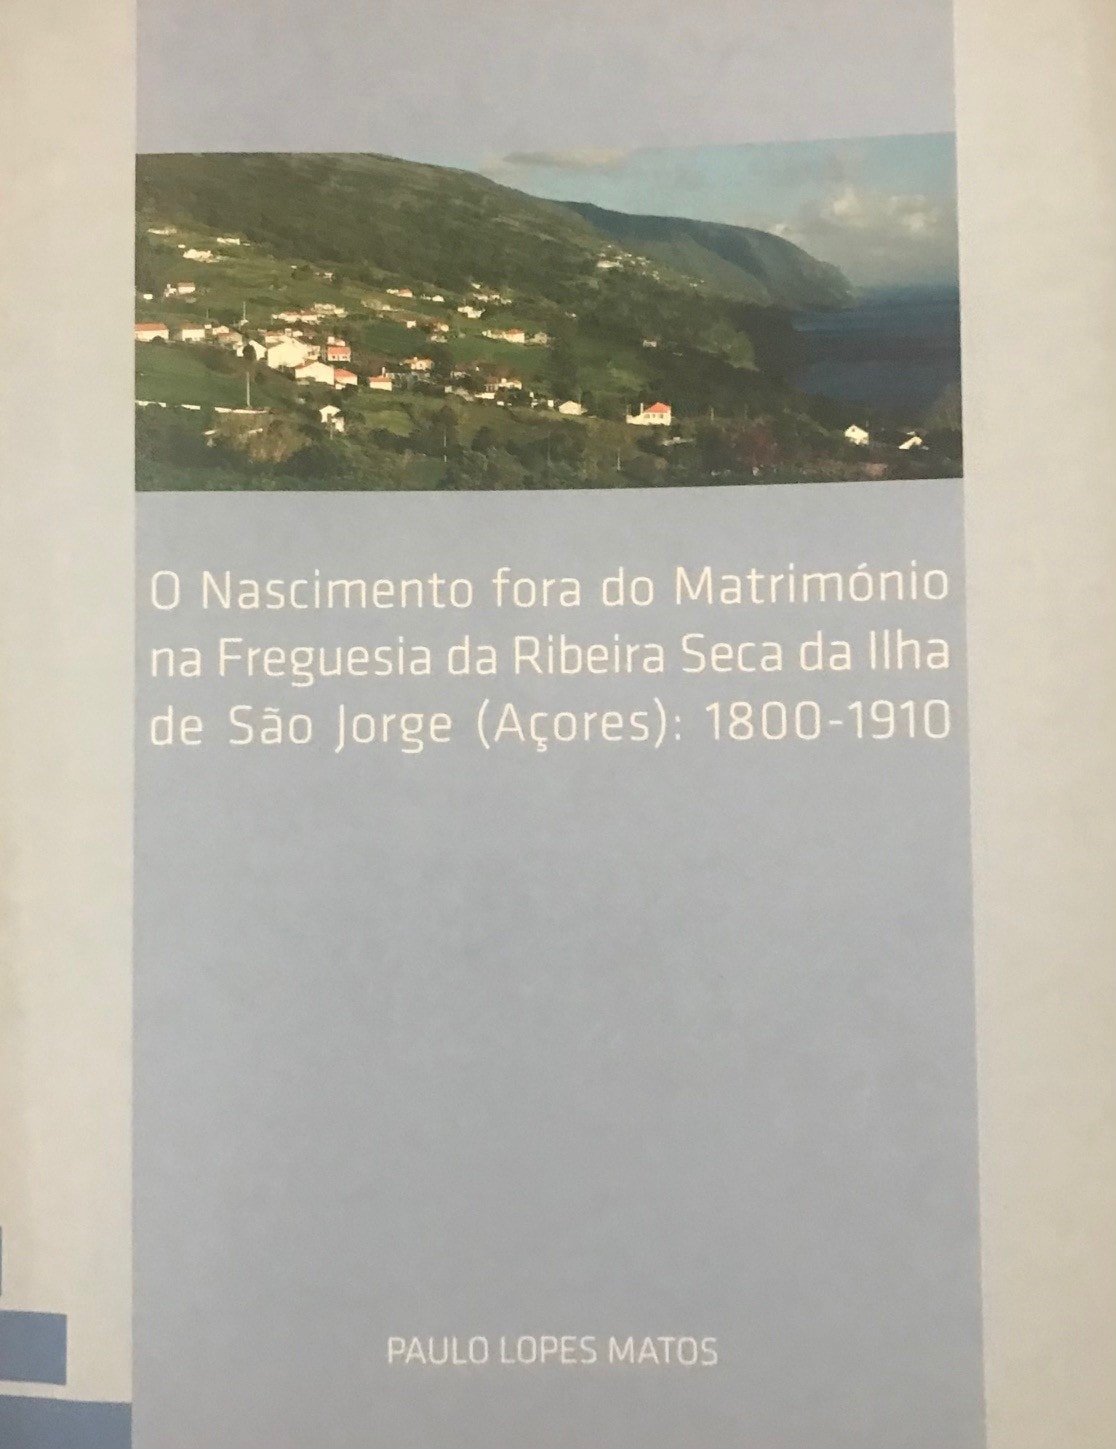 O Nascimento fora do Matrimónio
na Freguesia da Ribeira Seca da Ilha
de São Jorge (Açores): 1800-1910
PAULO LOPES MATOS